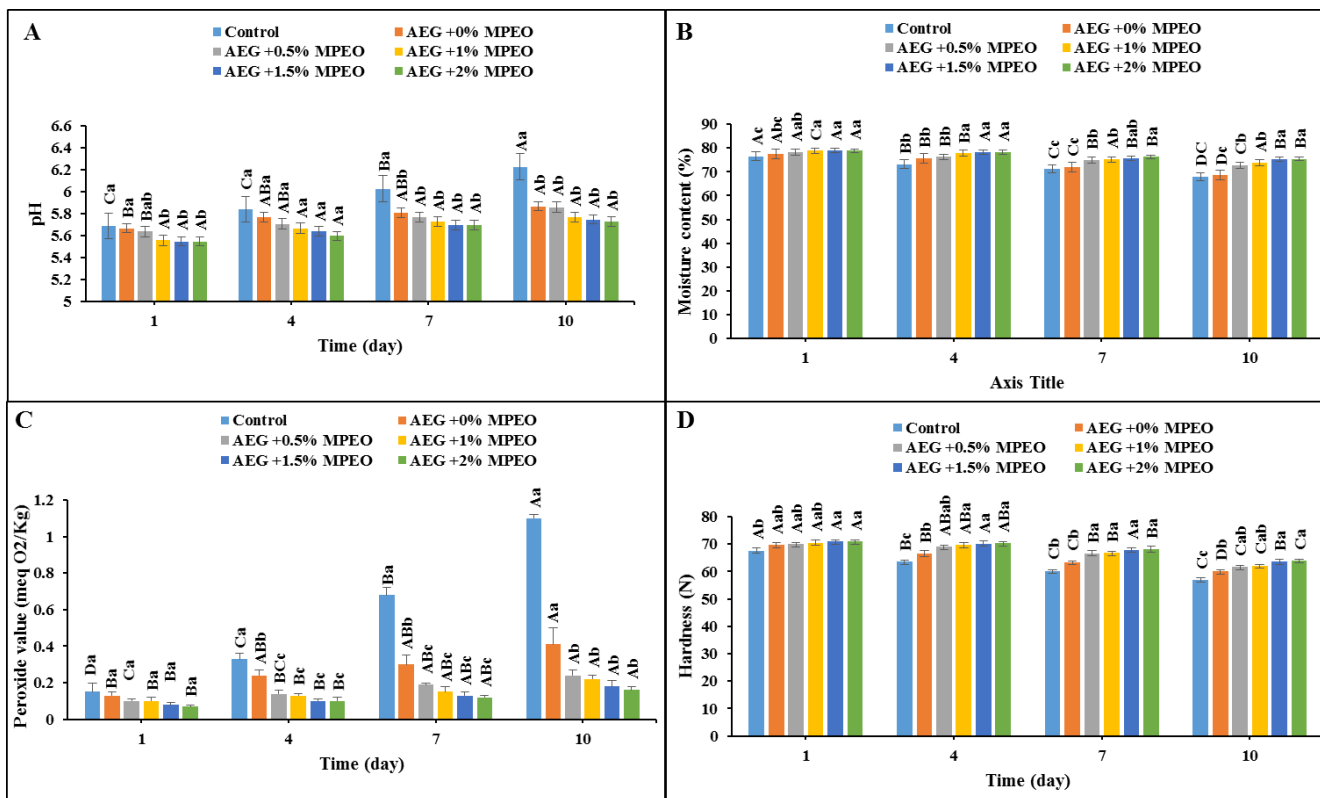 A
Control
AEG +0% MPEO
AEG +0.5% MPEO
AEG +1% MPEO
AEG +1.5% MPEO
AEG +2% MPEO
pH
6.6
6.4
6.2
6
5.8
5.6
5.4
5.2
5
Ca Ba Bab Ab Ab Ab
Ca ABa ABa Aa Aa Aa
Ba ABb Ab Ab Ab Ab
Aa Ab Ab Ab Ab Ab
1 4 7 10
Time (day)
B
Control
AEG +0% MPEO
AEG +0.5% MPEO
AEG +1% MPEO
AEG +1.5% MPEO
AEG +2% MPEO
Moisture content (%)
90
80
70
60
50
40
30
20
10
0
Ac Abc Aab Ca Aa Aa
Bb Bb Bb Ba Aa Aa
Cc Cc Bb Ab Bab Ba
DC Dc Cb Ab Ba Ba
1 4 7 10
Axis Title
C
Control
AEG +0% MPEO
AEG +0.5% MPEO
AEG +1% MPEO
AEG +1.5% MPEO
AEG +2% MPEO
Peroxide value (meq O2/Kg)
1.2
1
0.8
0.6
0.4
0.2
0
Da Ba Ca Ba Ba Ba
Ca ABb BCc Bc Bc Bc
Ba ABb ABc ABc ABc ABc
Aa Aa Ab Ab Ab Ab
1 4 7 10
Time (day)
D
Control
AEG +0% MPEO
AEG +0.5% MPEO
AEG +1% MPEO
AEG +1.5% MPEO
AEG +2% MPEO
Hardness (N)
80
70
60
50
40
30
20
10
0
Ab Aab Aab Aab Aa Aa
Bc Bb ABab ABa Aa ABa
Cb Cb Ba Ba Aa Ba
Cc Db Cab Cab Ba Ca
1 4 7 10
Time (day)